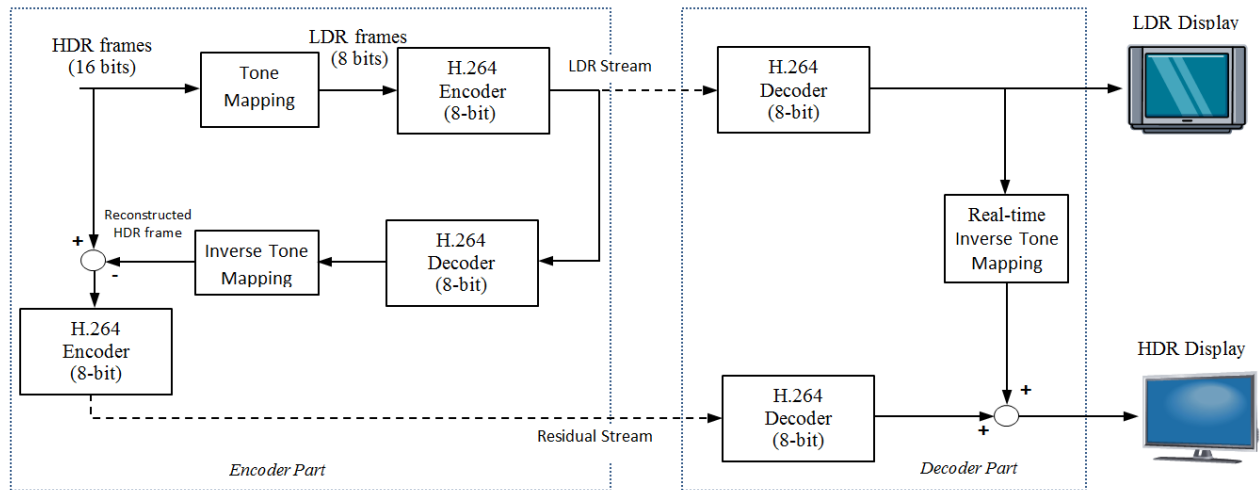 HDR frames
(16 bits)
Tone
Mapping
LDR frames
(8 bits)
H.264
Encoder
(8-bit)
LDR Stream
H.264
Decoder
(8-bit)
LDR Display
Reconstructed
HDR frame
+
-
Inverse Tone
Mapping
H.264
Decoder
(8-bit)
Real-time
Inverse Tone
Mapping
H.264
Encoder
(8-bit)
Residual Stream
H.264
Decoder
(8-bit)
+
+
HDR Display
Encoder Part
Decoder Part